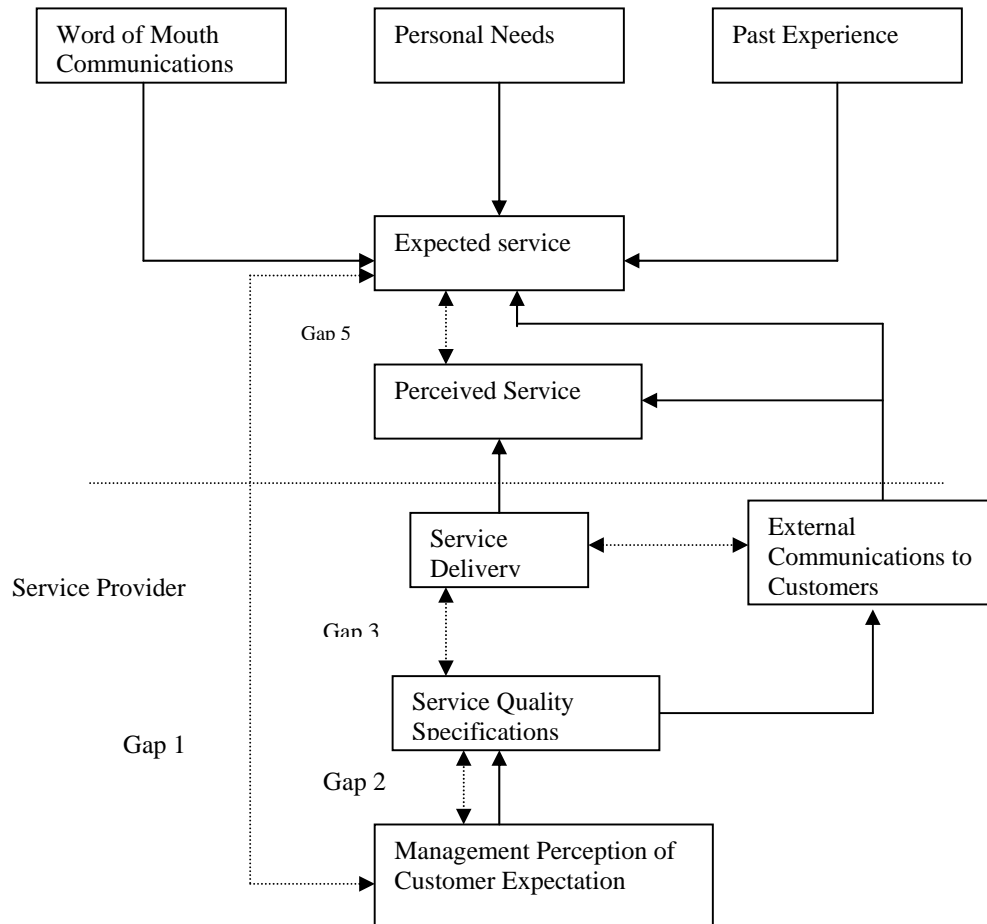 Word of Mouth
Communications
Personal Needs
Past Experience
Expected service
Gap 5
Perceived Service
Service
Delivery
External
Communications to
Customers
Service Provider
Gap 3
Service Quality
Specifications
Gap 1
Gap 2
Management Perception of
Customer Expectation